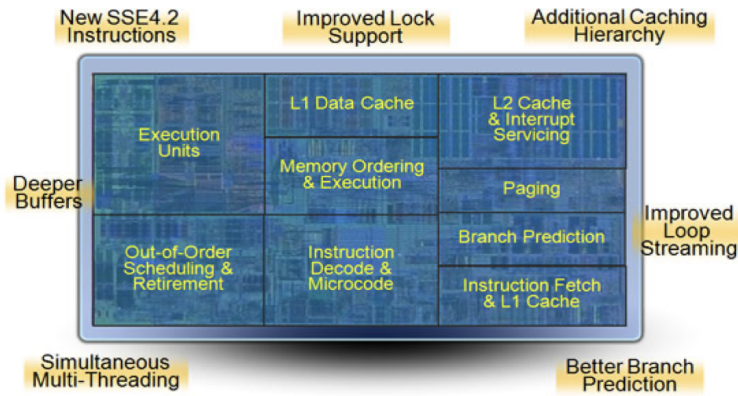 New SSE4.2
Instructions
Improved Lock
Support
Additional Caching
Hierarchy
Execution
Units
L1 Data Cache
L2 Cache
& Interrupt
Servicing
Memory Ordering
& Execution
Paging
Deeper
Buffers
Branch Prediction
Improved
Loop
Streaming
Out-of-Order
Scheduling &
Retirement
Instruction
Decode &
Microcode
Instruction Fetch
& L1 Cache
Simultaneous
Multi-Threading
Better Branch
Prediction